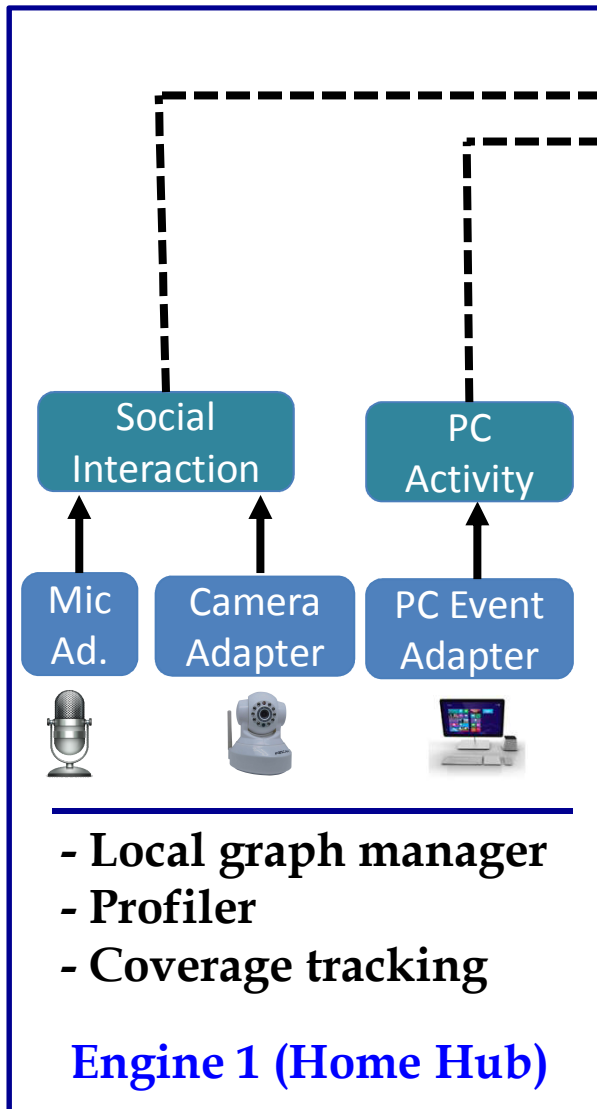 Social
Interaction
PC
Activity
Mic
Ad.
Camera
Adapter
PC Event
Adapter
- Local graph manager
- Profiler
- Coverage tracking
Engine 1 (Home Hub)